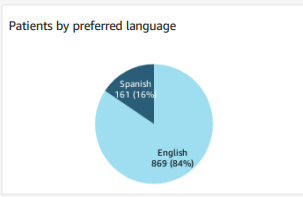 Patients by preferred language
Spanish
161 (16%)
English
869 (84%)